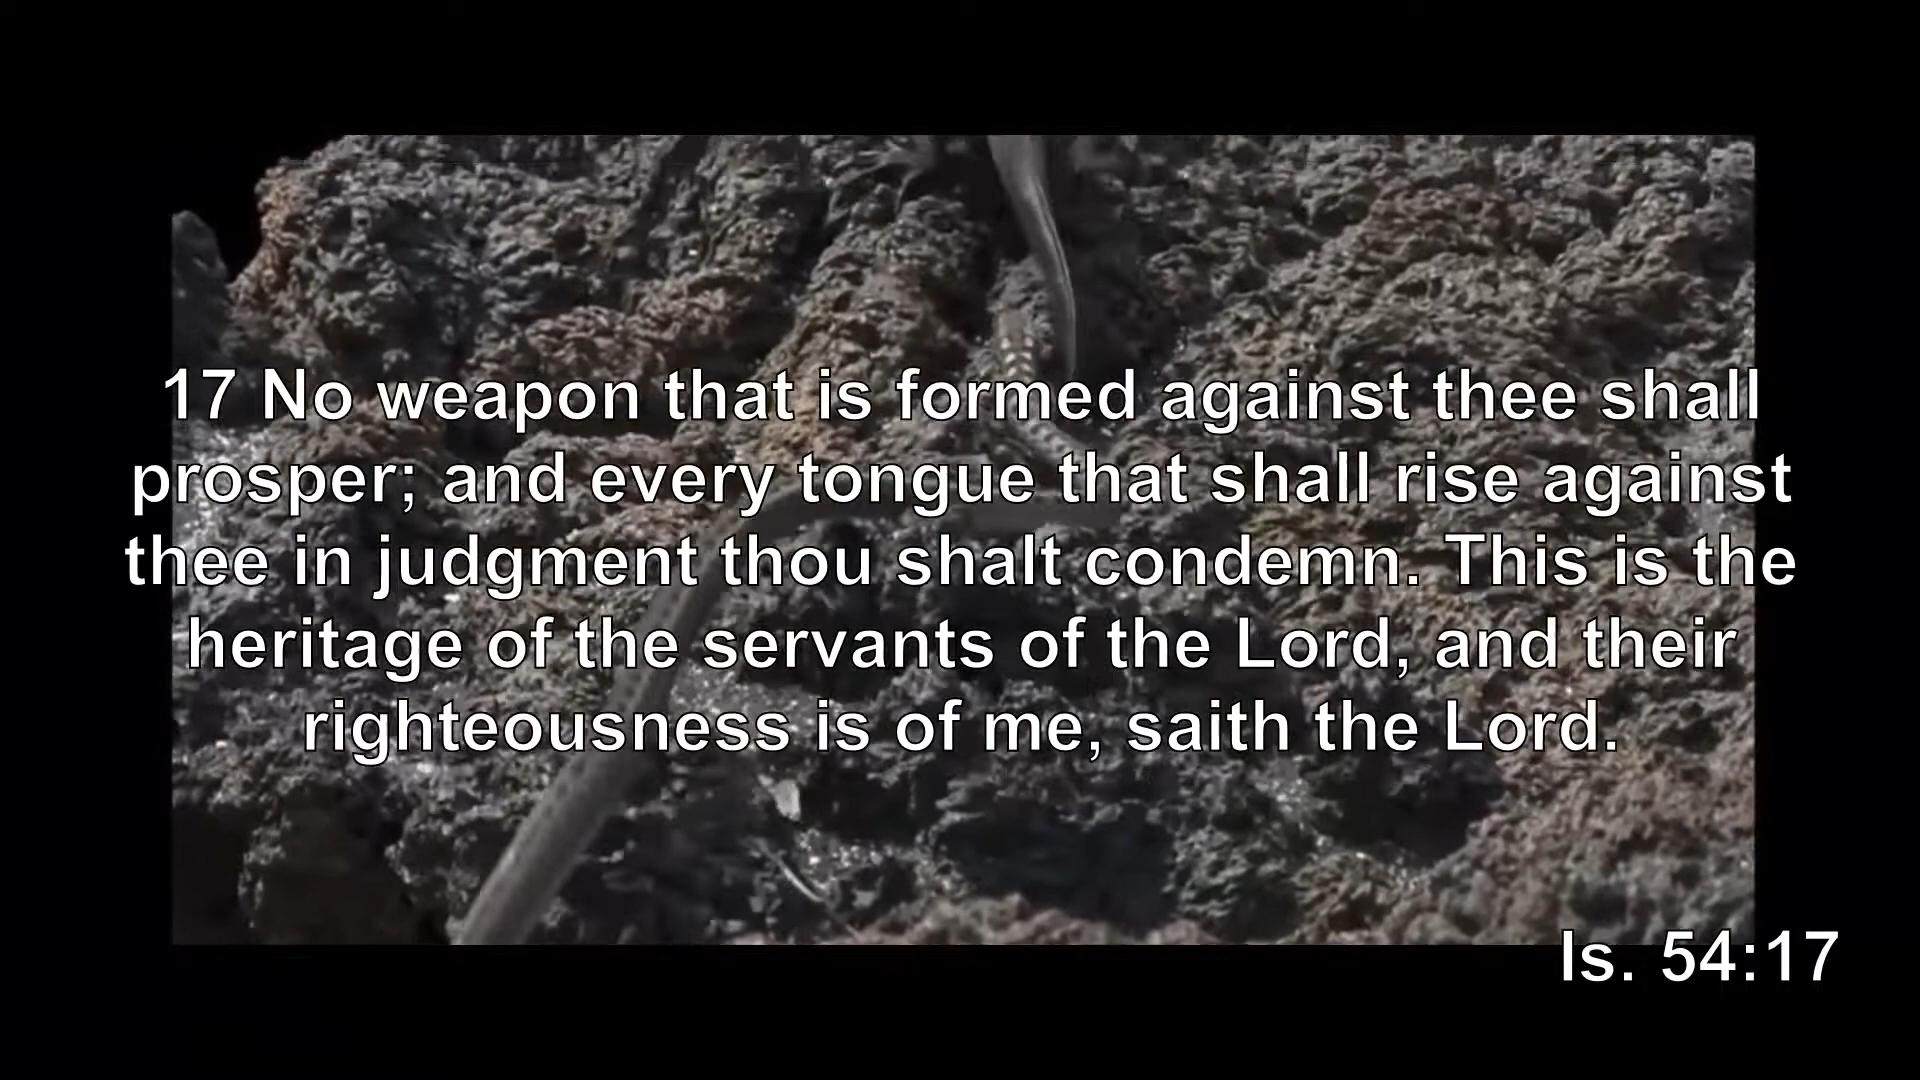 17 No weapon that is formed against thee shall
prosper; and every tongue that shall rise against
thee in judgment thou shalt condemn. This is the
heritage of the servants of the Lord, and their
righteousness is of me, saith the Lord.
Is. 54:17